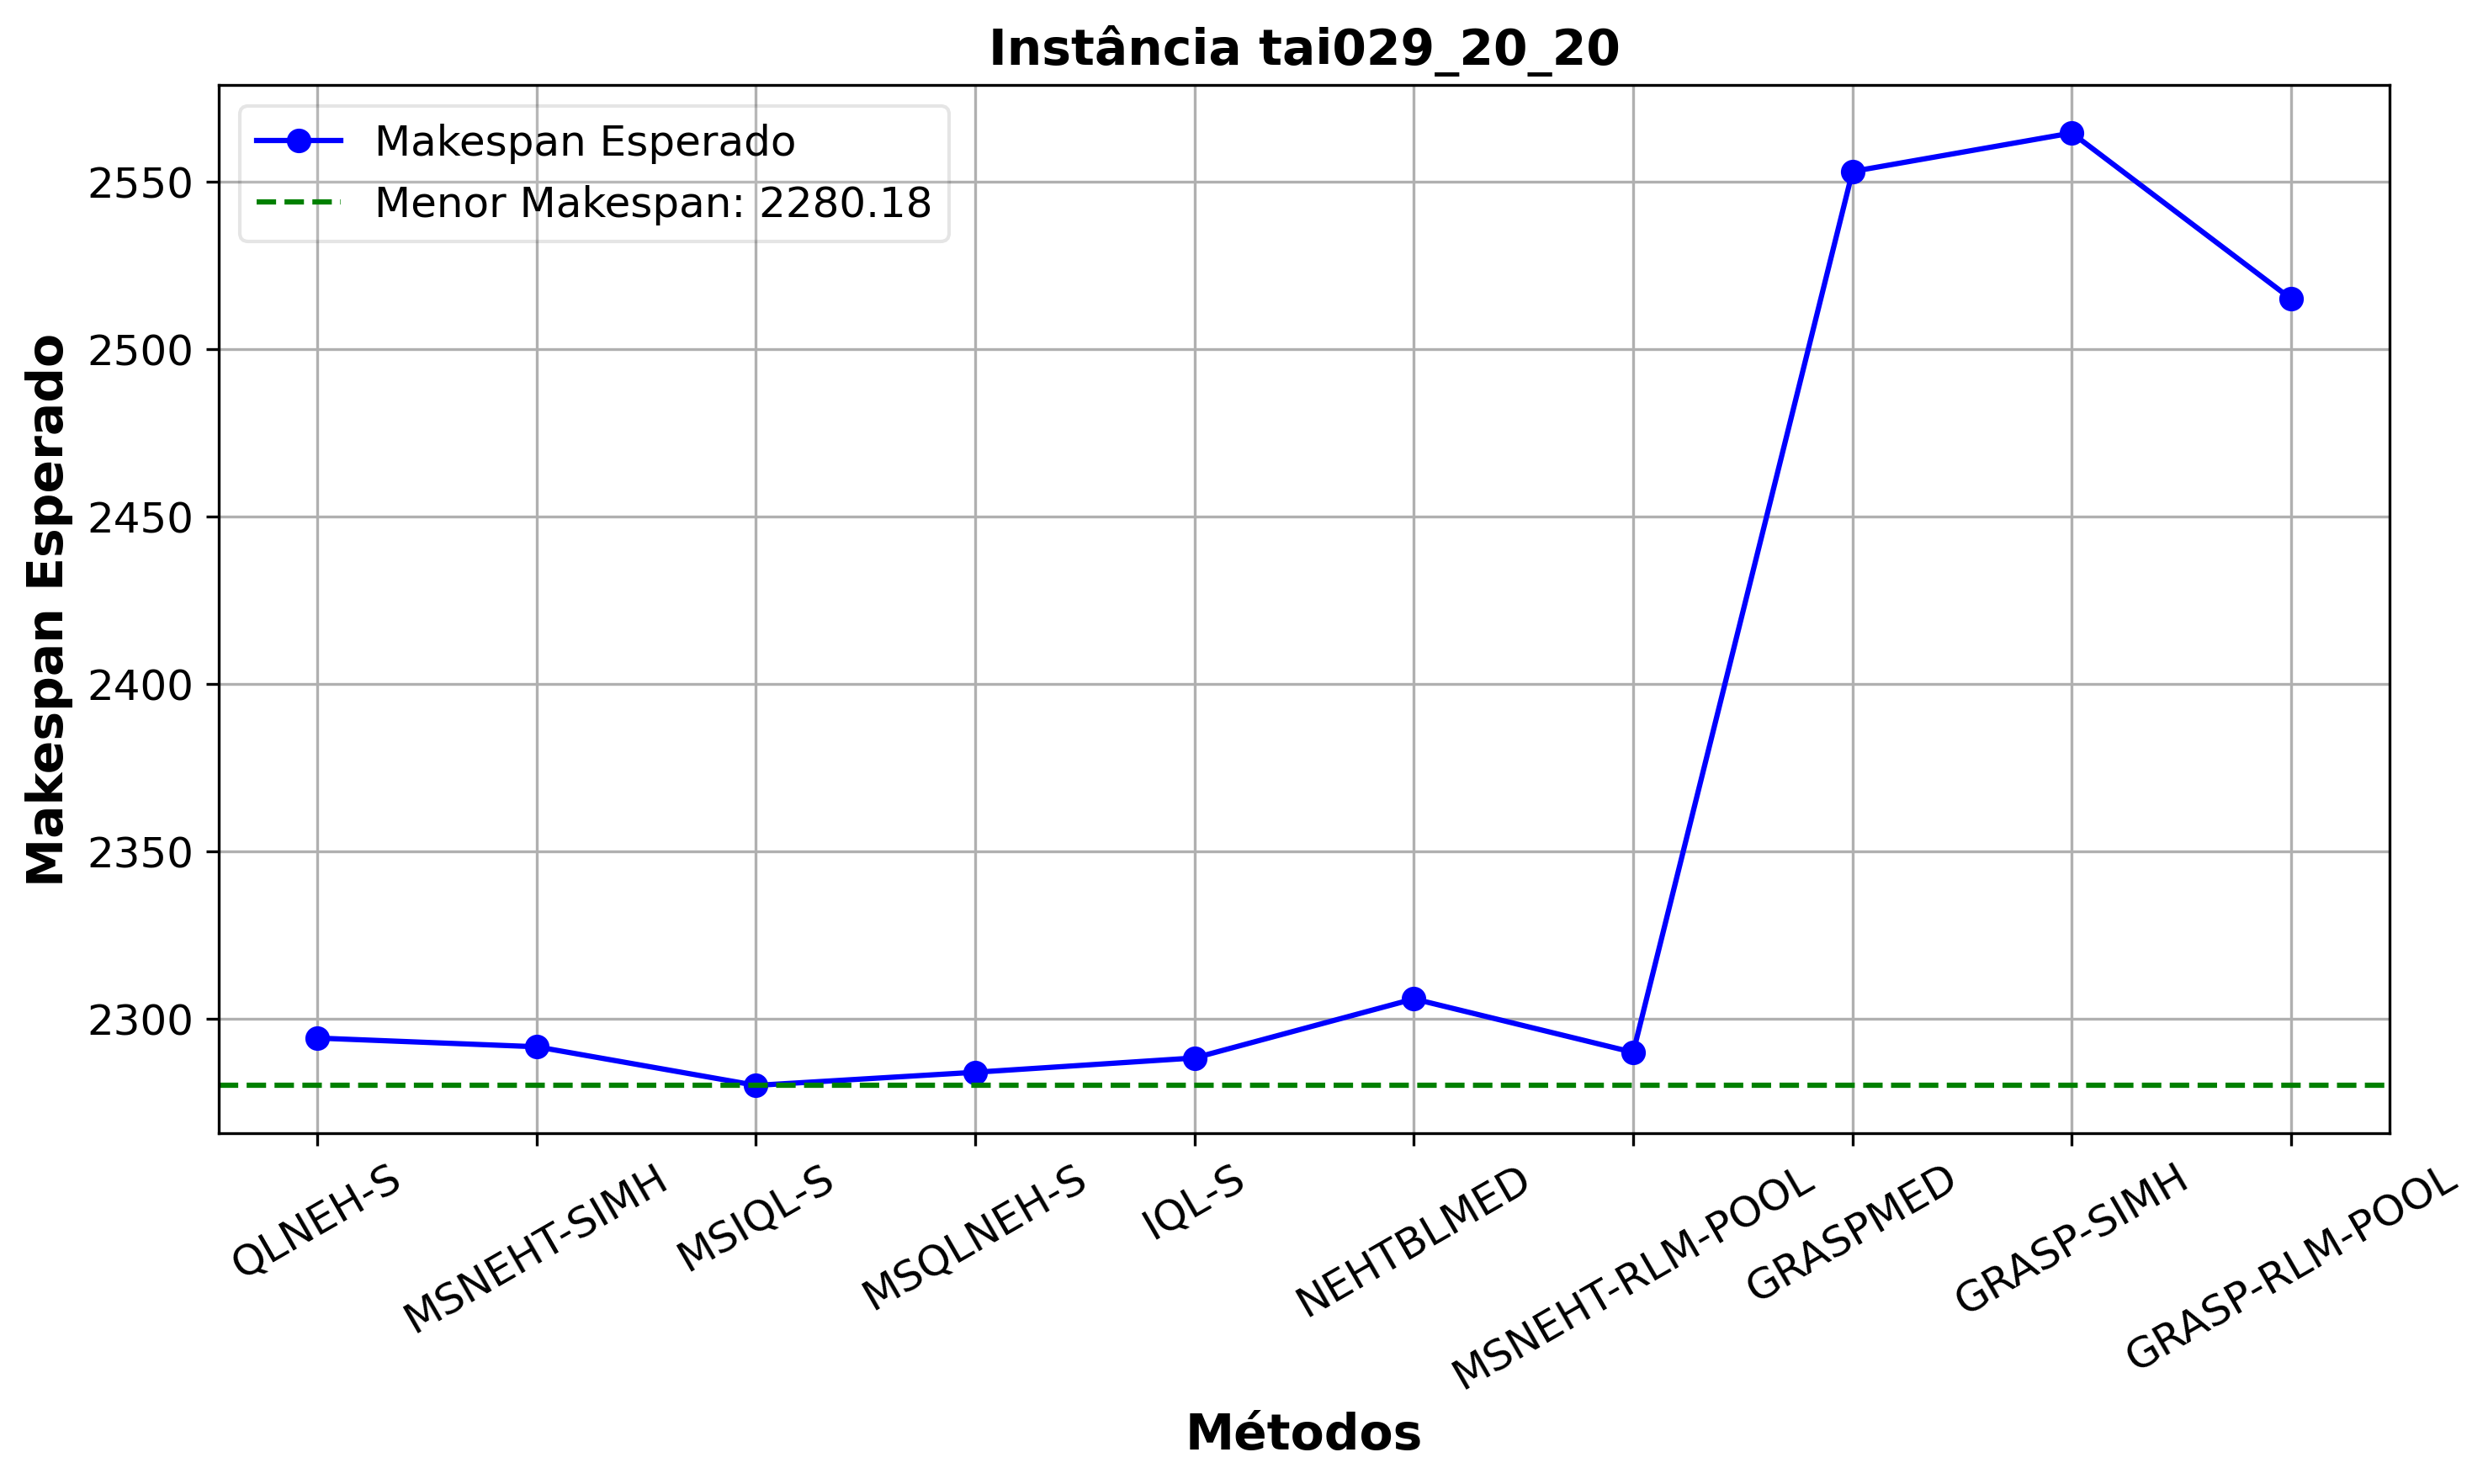 Instância tai029_20_20
Makespan Esperado
Menor Makespan: 2280.18
Makespan Esperado
2550
2500
2450
2400
2350
2300
QLNEH-S
MSNEHT-SIMH
MSIQL-S
MSQLNEH-S
IQL-S
NEHTBLMED
MSNEHT-RLM-POOL
GRASPMED
GRASP-SIMH
GRASP-RLM-POOL
Métodos